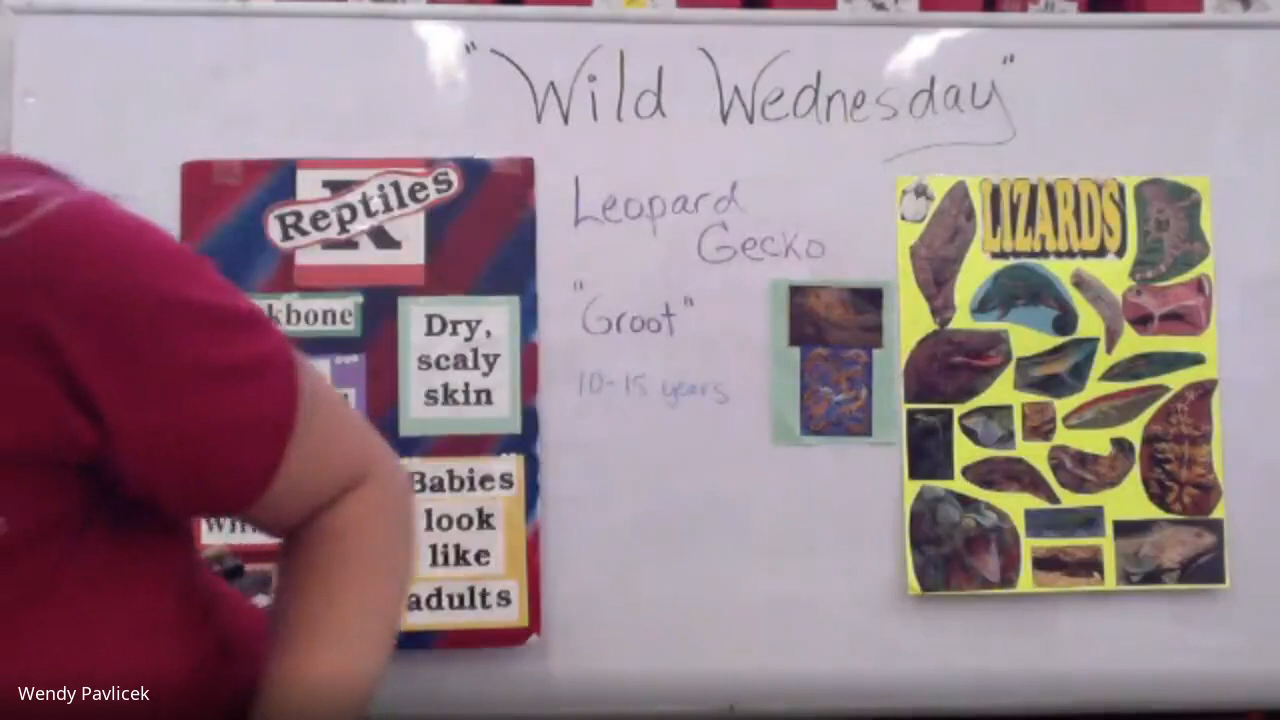 "Wild Wednesday"
Reptiles
R
kbone
Dry,
scaly
skin
Babies
look
like
adults
Leopard
Gecko
"Groot"
10-15 years
LIZARDS
Wendy Pavlicek